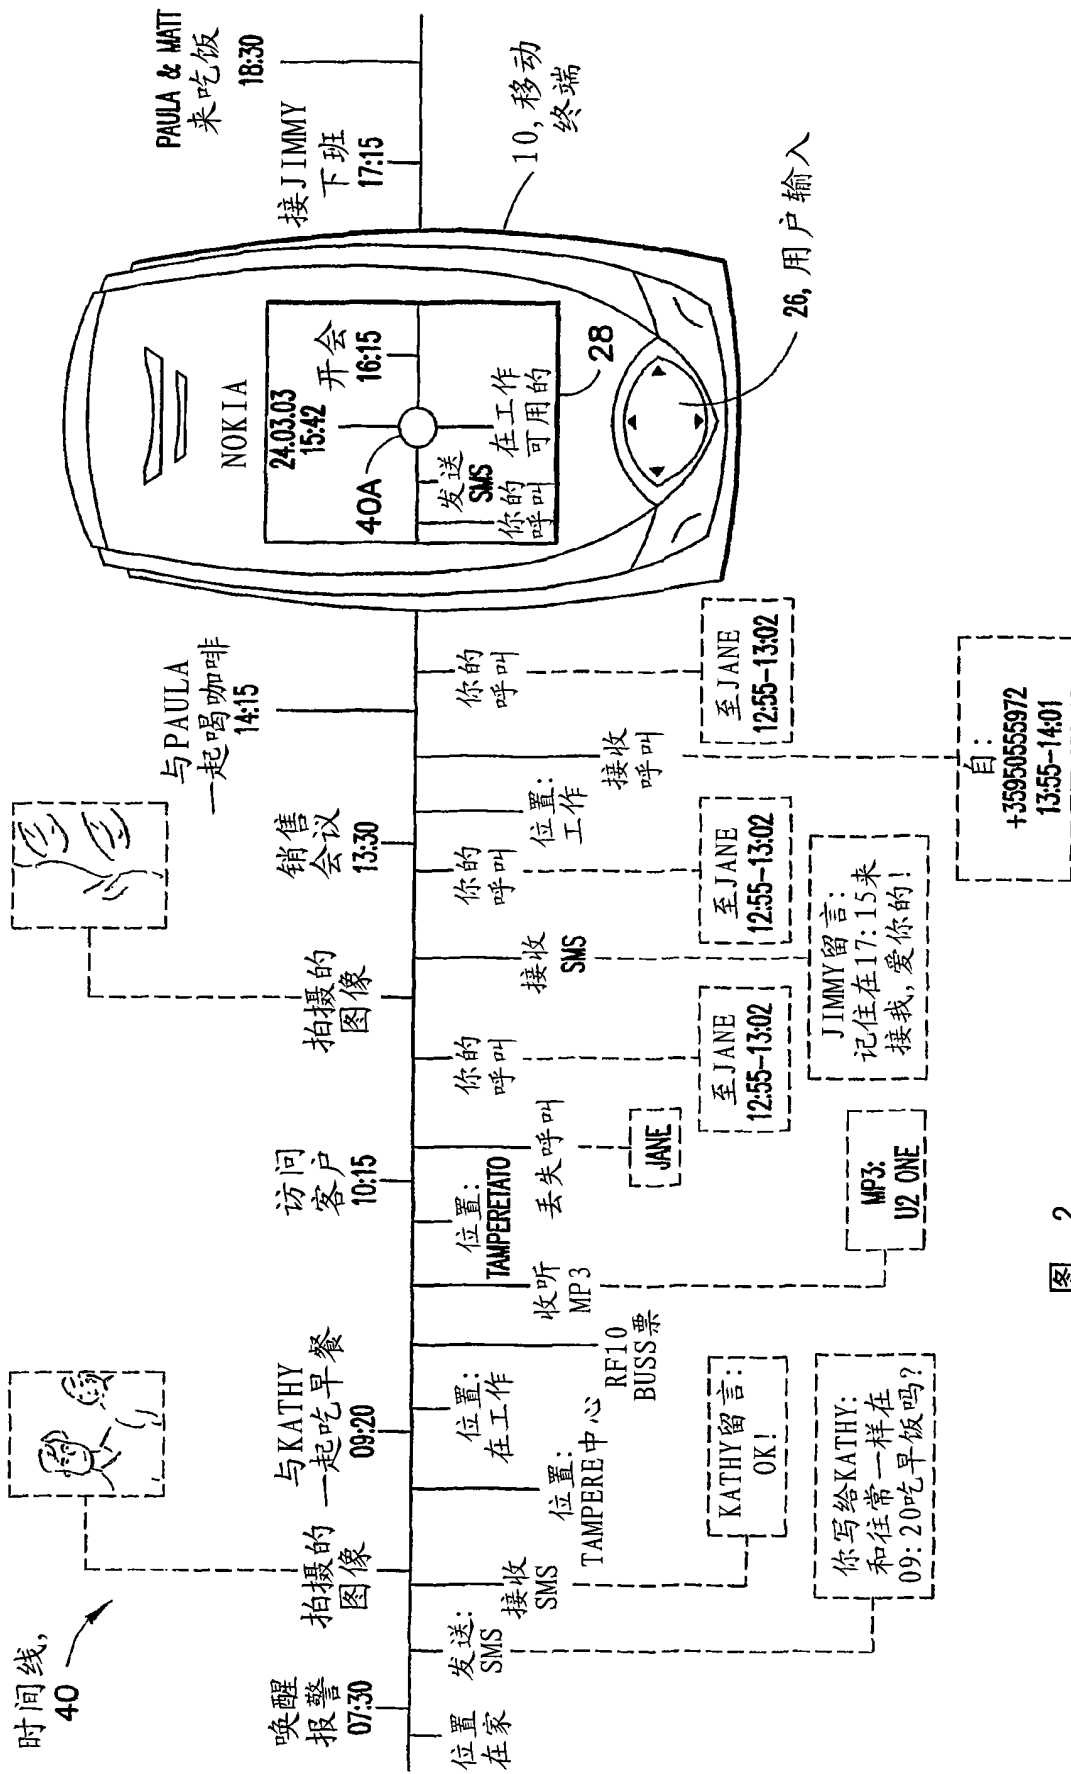 时间线,
40
唤醒
报警
07:30
拍摄的
图像
与KATHY
一起吃早餐
09:20
访问
客户
10:15
拍摄的
图像
销售
会议
13:30
与PAULA
一起喝咖啡
14:15
NOKIA
24.03.03
15:42
开会
16:15
40A
发送
SMS
你的
呼叫
在工作
可用的
28
接JIMMY
下班
17:15
PAULA & MATT
来吃饭
18:30
10,移动
终端
26,用户输入
位置
在家
发送:
SMS
你写给KATHY:
和往常一样在
09:20吃早饭吗?
接收
SMS
KATHY留言:
OK!
位置:
TAMPERE中心
位置:
在工作
RF10
BUSS票
收听
MP3
MP3:
U2 ONE
位置:
TAMPERETATO
丢失呼叫
JANE
你的
呼叫
至JANE
12:55-13:02
接收
SMS
JIMMY留言:
记住在17:15来
接我,爱你的!
你的
呼叫
至JANE
12:55-13:02
位置:
工作
接收
呼叫
自:
+35950555972
13:55-14:01
你的
呼叫
至JANE
12:55-13:02
图 2